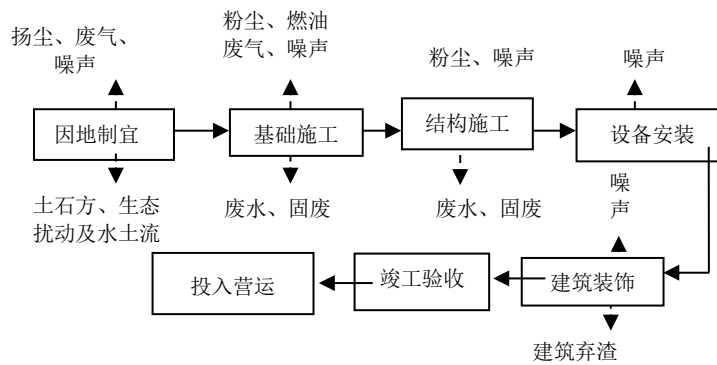 扬尘、废气、
噪声
粉尘、燃油
废气、噪声
粉尘、噪声
噪声
因地制宜
基础施工
结构施工
设备安装
土石方、生态
扰动及水土流
废水、固废
废水、固废
噪
声
投入营运
竣工验收
建筑装饰
建筑弃渣